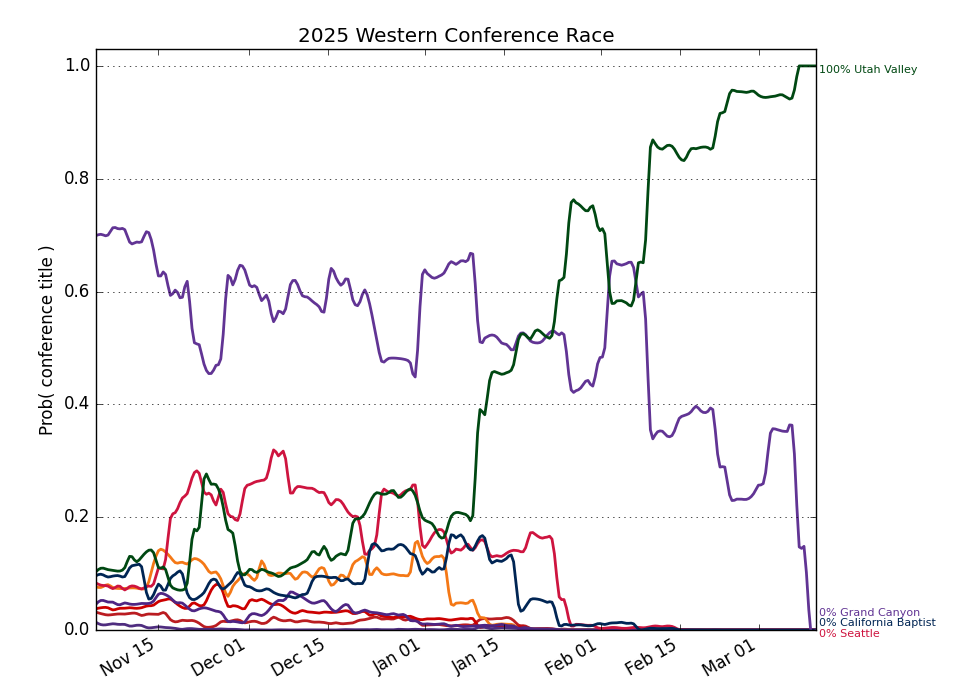 2025 Western Conference Race
1.0
0.8
0.6
0.4
0.2
0.0
Prob( conference title )
Nov 15
Dec 01
Dec 15
Jan 01
Jan 15
Feb 01
Feb 15
Mar 01
100% Utah Valley
0% Grand Canyon
0% California Baptist
0% Seattle